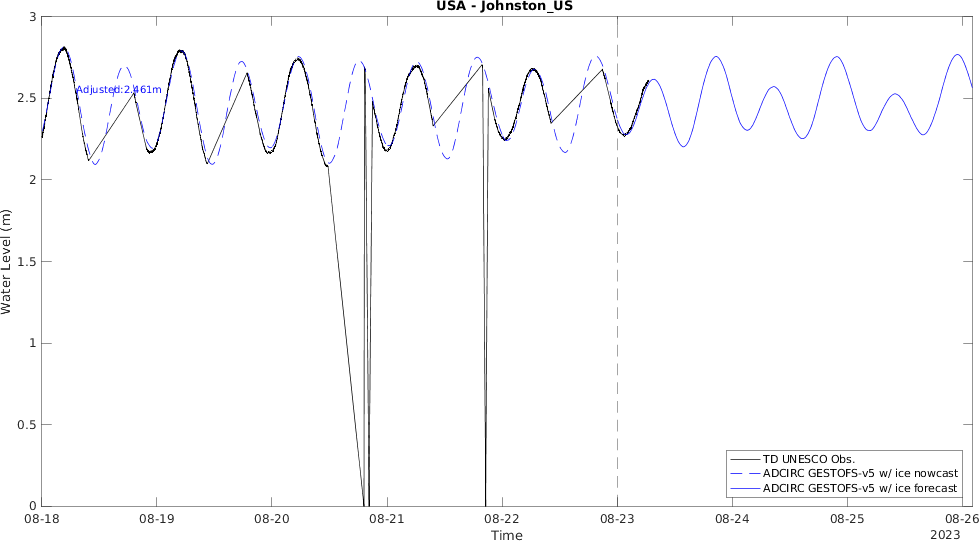 USA - Johnston_US
3
2.5
2
1.5
1
0.5
0
Water Level (m)
Adjusted:2.461m
TD UNESCO Obs.
ADCIRC GESTOFS-v5 w/ ice nowcast
ADCIRC GESTOFS-v5 w/ ice forecast
08-18 08-19 08-20 08-21 08-22 08-23 08-24 08-25 08-26
Time
2023